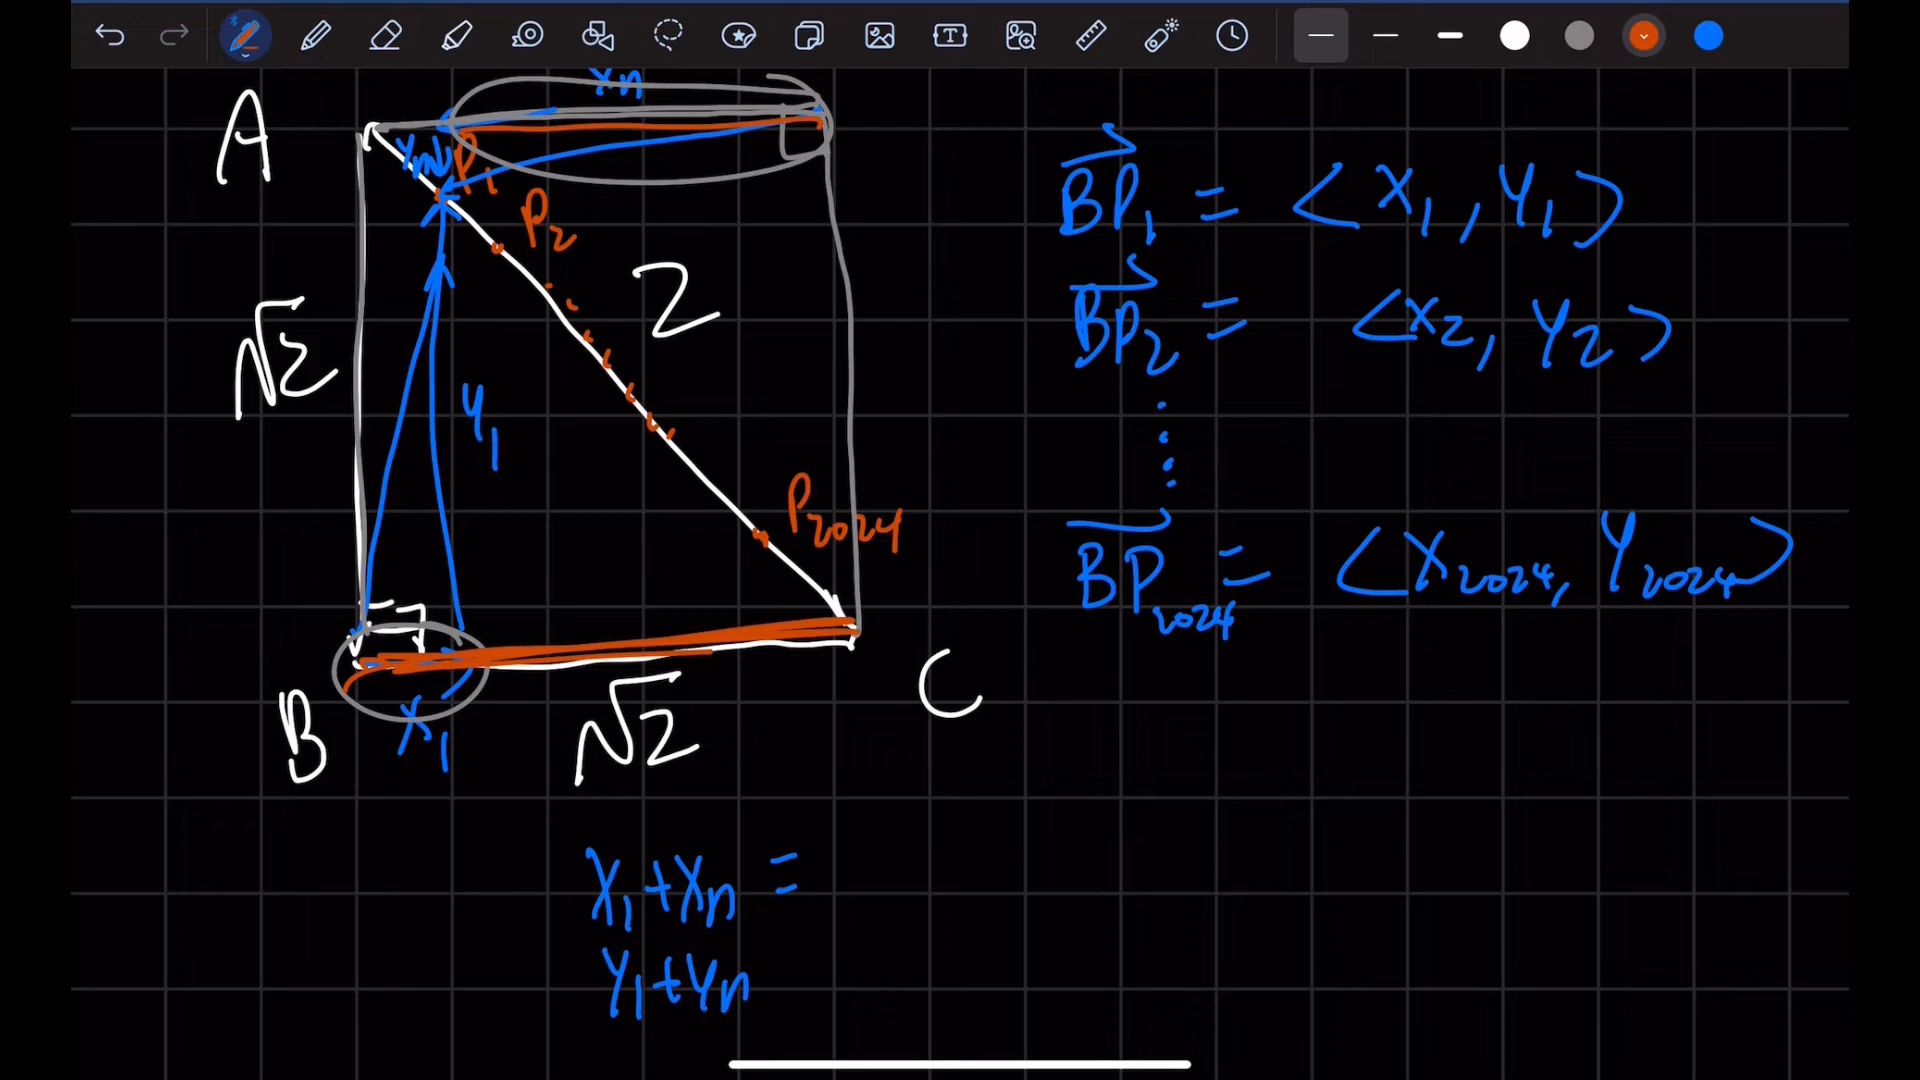 Xn
A
Yn
P1
P2
2
√2
Y1
P2024
B
X1
√2
C
BP1 = <X1, Y1>
BP2 = <X2, Y2>
BP2024 = <X2024, Y2024>
X1+Xn =
Y1+Yn